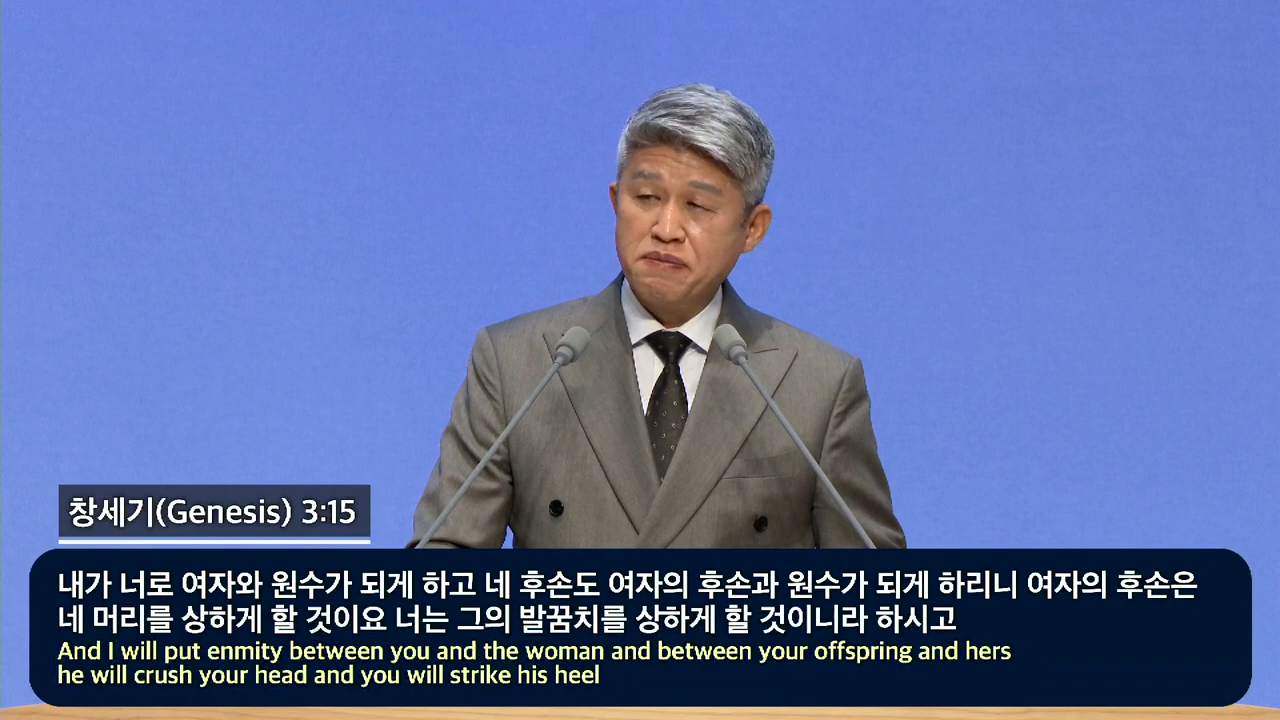 창세기(Genesis) 3:15
내가 너로 여자와 원수가 되게 하고 네 후손도 여자의 후손과 원수가 되게 하리니 여자의 후손은
네 머리를 상하게 할 것이요 너는 그의 발꿈치를 상하게 할 것이니라 하시고
And I will put enmity between you and the woman and between your offspring and hers
he will crush your head and you will strike his heel